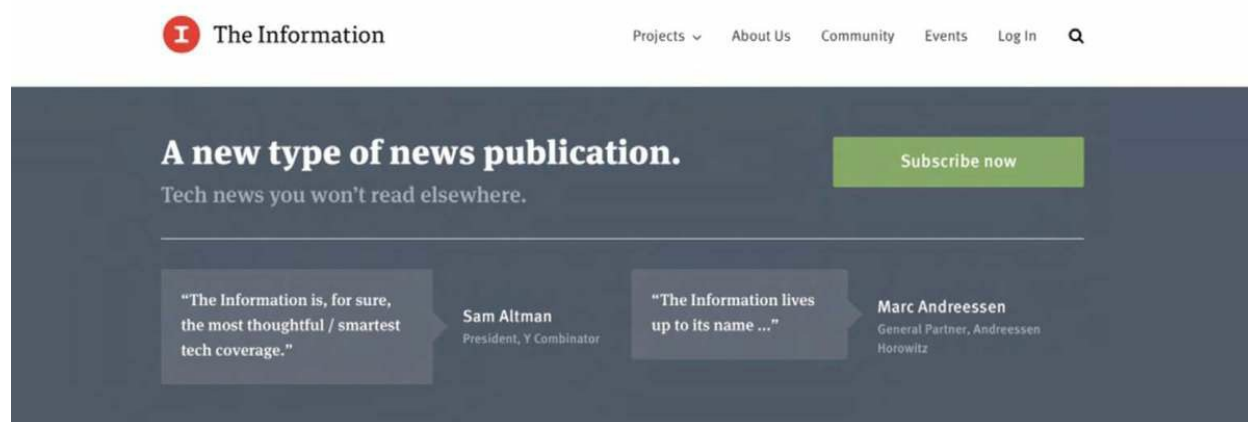 I The Information
Projects About Us Community Events Log In
A new type of news publication.
Subscribe now
Tech news you won’t read elsewhere.
“The Information is, for sure,
the most thoughtful / smartest
tech coverage.”
Sam Altman
President, Y Combinator
“The Information lives
up to its name ...”
Marc Andreessen
General Partner, Andreessen
Horowitz